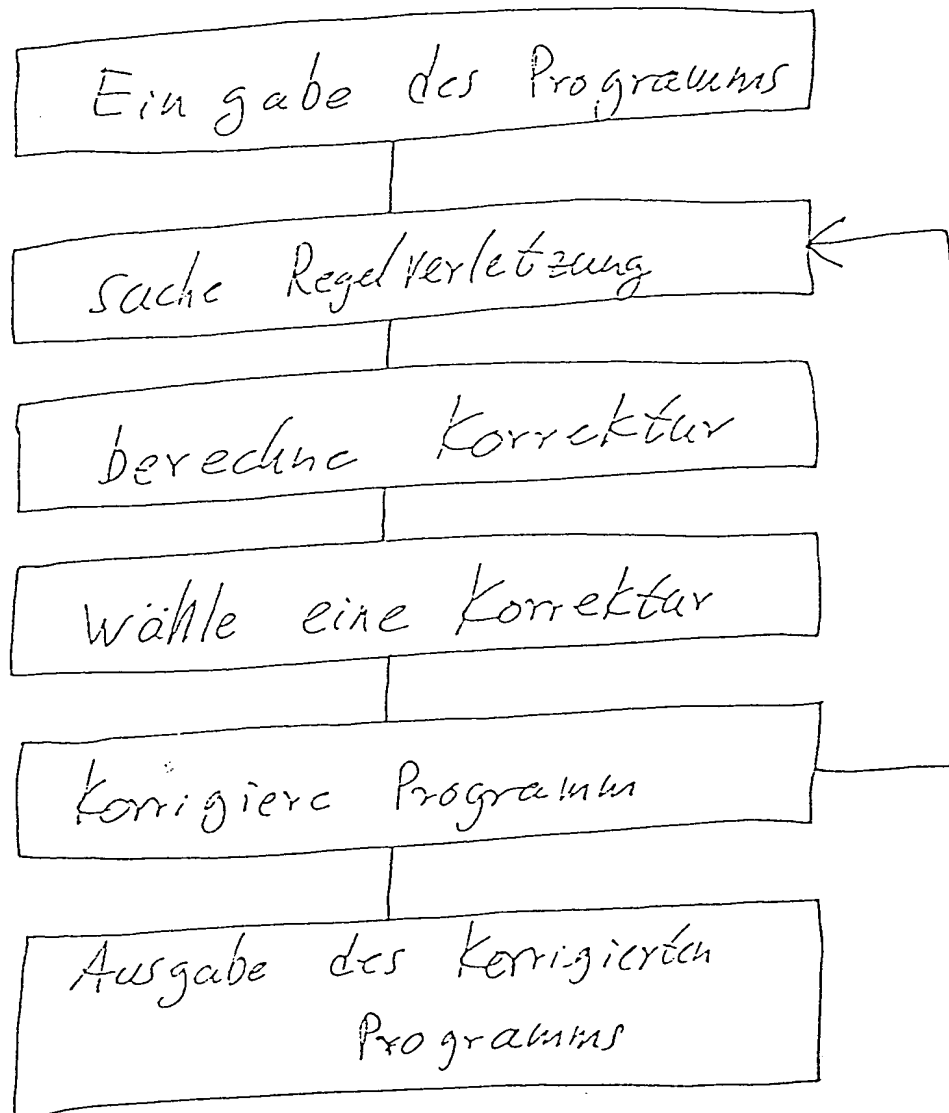 Eingabe des Programms
suche Regelverletzung
berechne Korrektur
wähle eine Korrektur
korrigiere Programm
Ausgabe des korrigierten
Programms